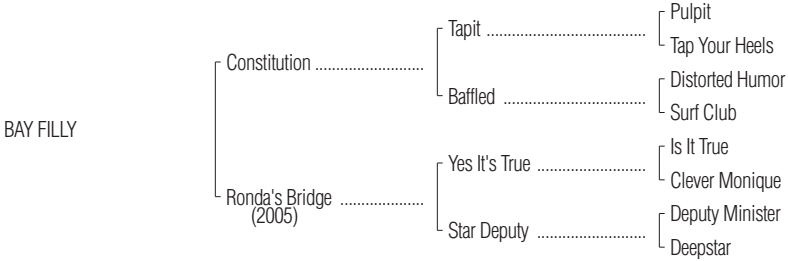 Pulpit
Tapit ......................................
Tap Your Heels
Constitution .........................
Distorted Humor
Baffled ..................................
Surf Club
BAY FILLY
Is It True
Yes It's True ..........................
Clever Monique
Ronda's Bridge ...................
(2005)
Deputy Minister
Star Deputy ..........................
Deepstar